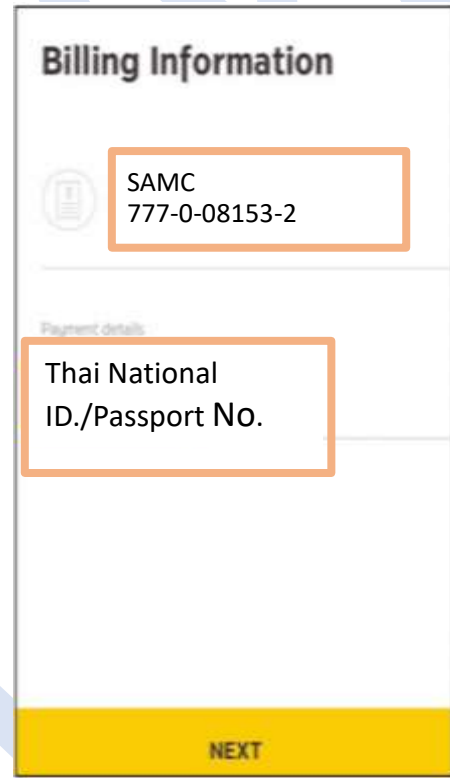 Billing Information
SAMC
777-0-08153-2
Payment details
Thai National
ID./Passport No.
NEXT